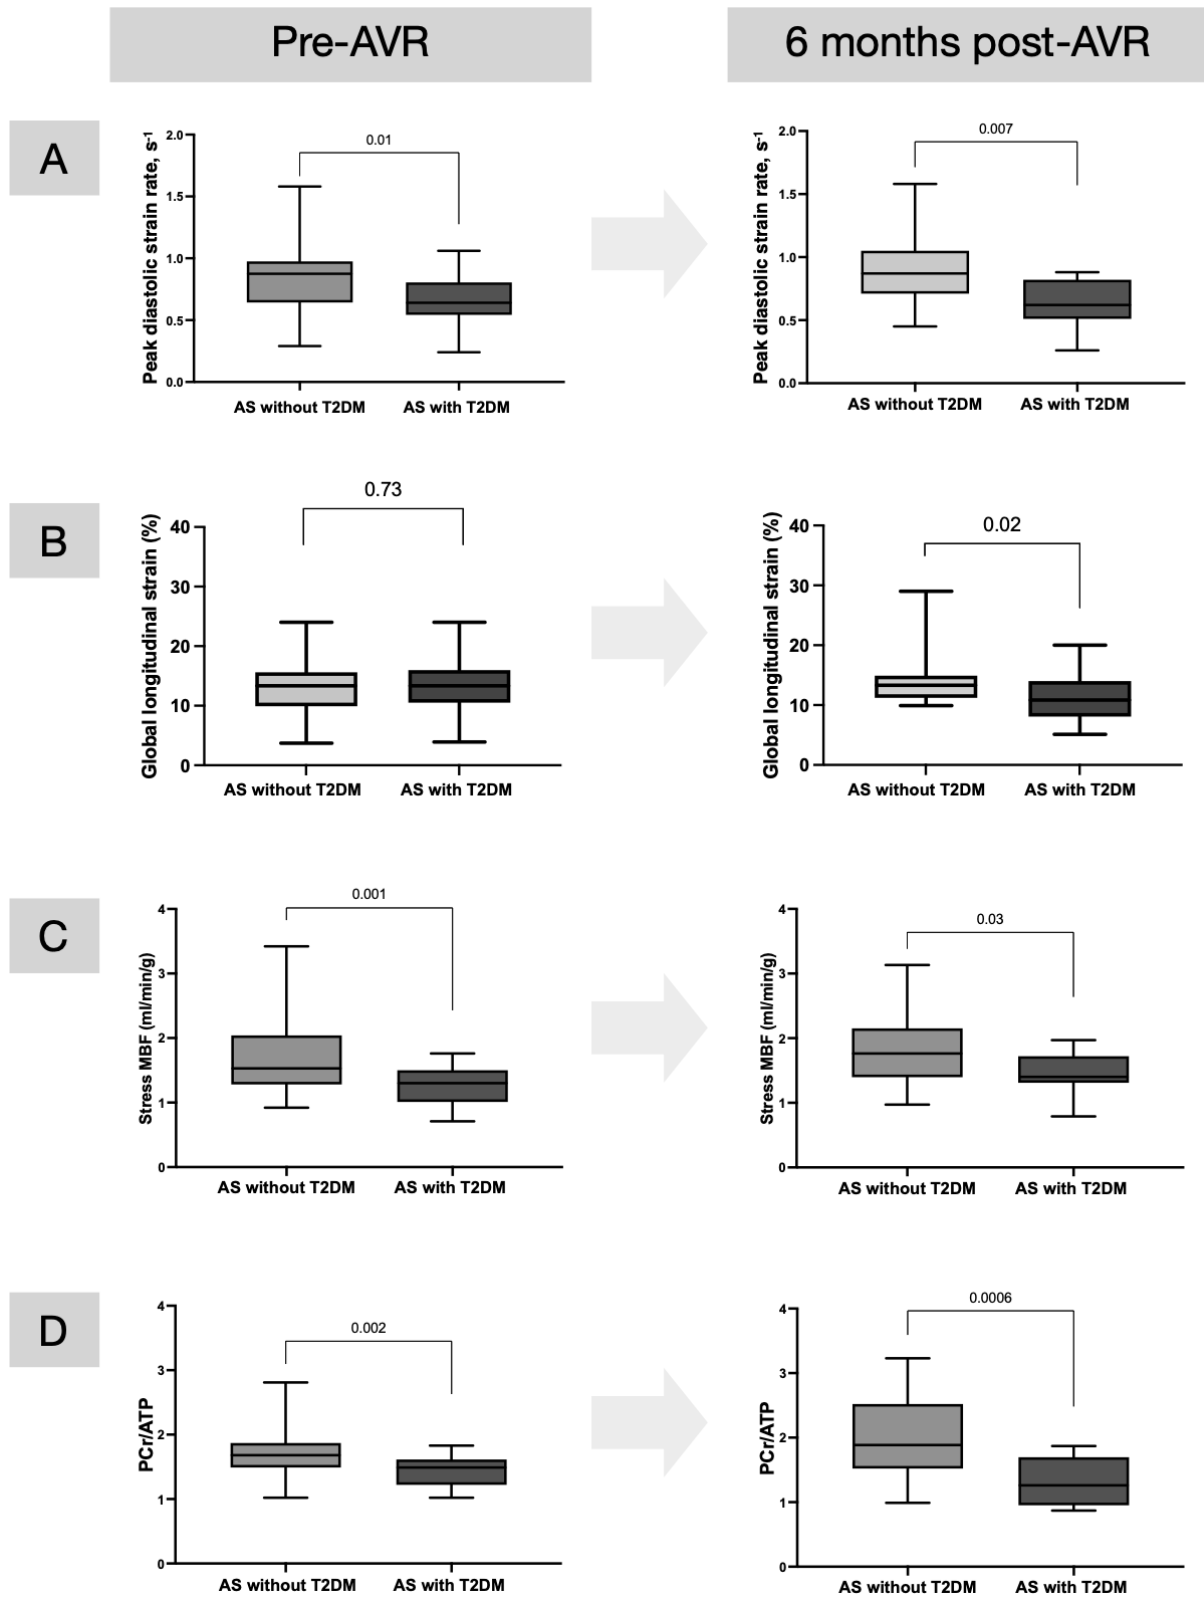 Pre-AVR
6 months post-AVR
A
Peak diastolic strain rate, s-1
2.0
1.5
1.0
0.5
0.0
0.01
AS without T2DM
AS with T2DM
Peak diastolic strain rate, s-1
2.0
1.5
1.0
0.5
0.0
0.007
AS without T2DM
AS with T2DM
B
Global longitudinal strain (%)
40
30
20
10
0
0.73
AS without T2DM
AS with T2DM
Global longitudinal strain (%)
40
30
20
10
0
0.02
AS without T2DM
AS with T2DM
C
Stress MBF (ml/min/g)
4
3
2
1
0
0.001
AS without T2DM
AS with T2DM
Stress MBF (ml/min/g)
4
3
2
1
0
0.03
AS without T2DM
AS with T2DM
D
PCr/ATP
4
3
2
1
0
0.002
AS without T2DM
AS with T2DM
PCr/ATP
4
3
2
1
0
0.0006
AS without T2DM
AS with T2DM